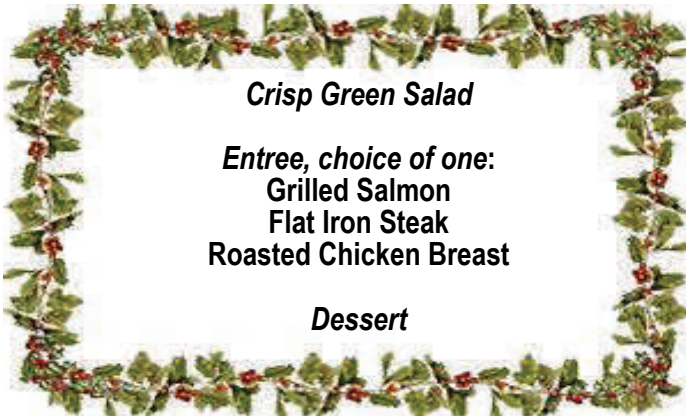 Crisp Green Salad
Entree, choice of one:
Grilled Salmon
Flat Iron Steak
Roasted Chicken Breast
Dessert